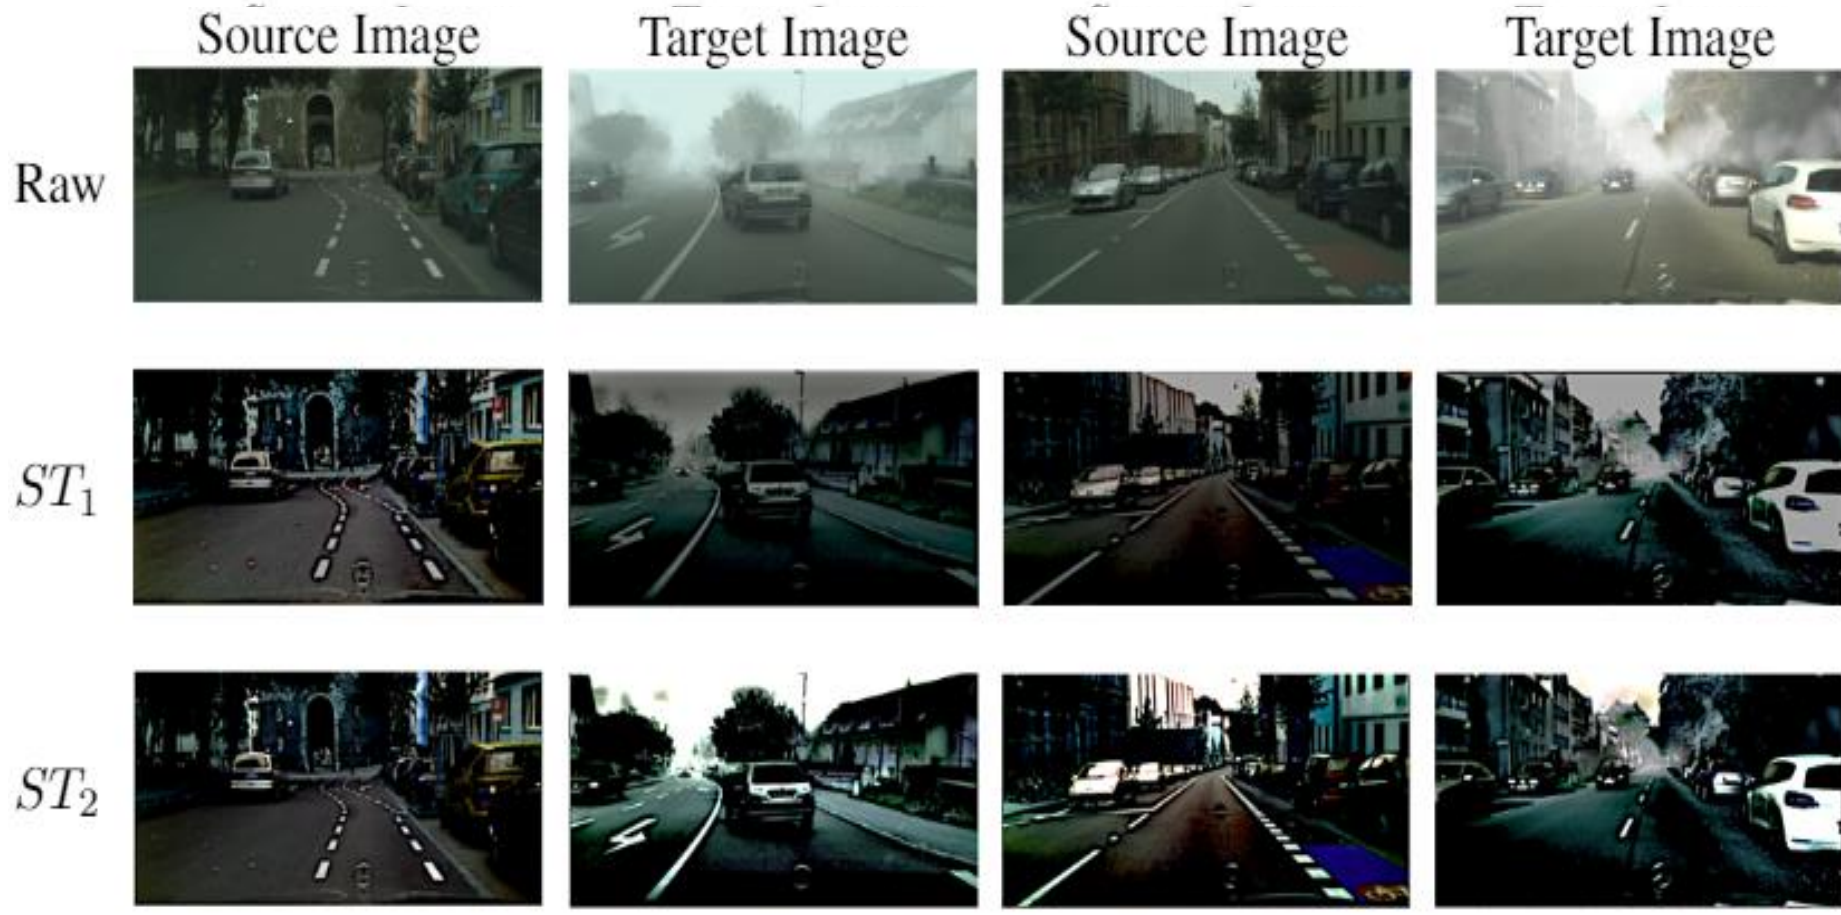 Source Image Target Image Source Image Target Image
Raw
ST₁
ST₂